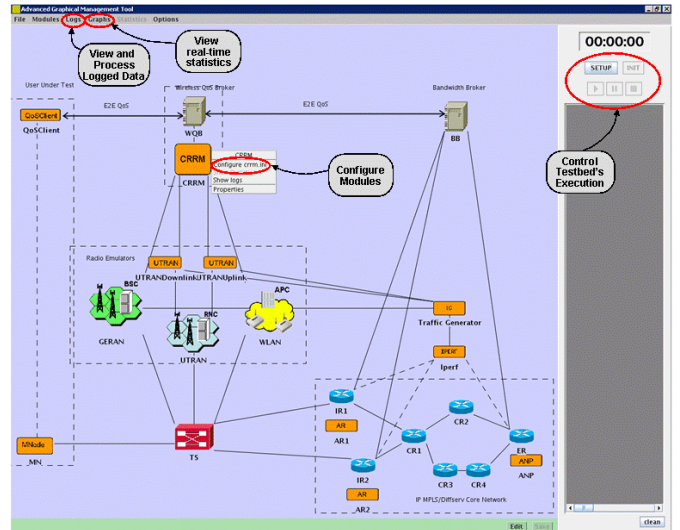 Advanced Graphical Management Tool
File Modules Logs Graphs Statistics Options
View and
Process
Logged Data
View
real-time
statistics
00:00:00
SETUP INIT
Control
Testbed's
Execution
User Under Test
Wireless QoS Broker
Bandwidth Broker
E2E QoS
E2E QoS
QoSClient
QoSClient
WQB
BB
CRRM
CRRM
CRRM
Configure crrm.ini
Show logs
Properties
Configure
Modules
Radio Emulators
UTRAN
UTRAN
UTRANDownlink
UTRANUplink
BSC
RNC
APC
GERAN
UTRAN
WLAN
Traffic Generator
IPERF
Iperf
IR1
AR
AR1
CR2
CR1
ER
ANP
ANP
CR3
CR4
IR2
AR
AR2
IP MPLS/Diffserv Core Network
TS
MNode
MN
Edit Save
clean